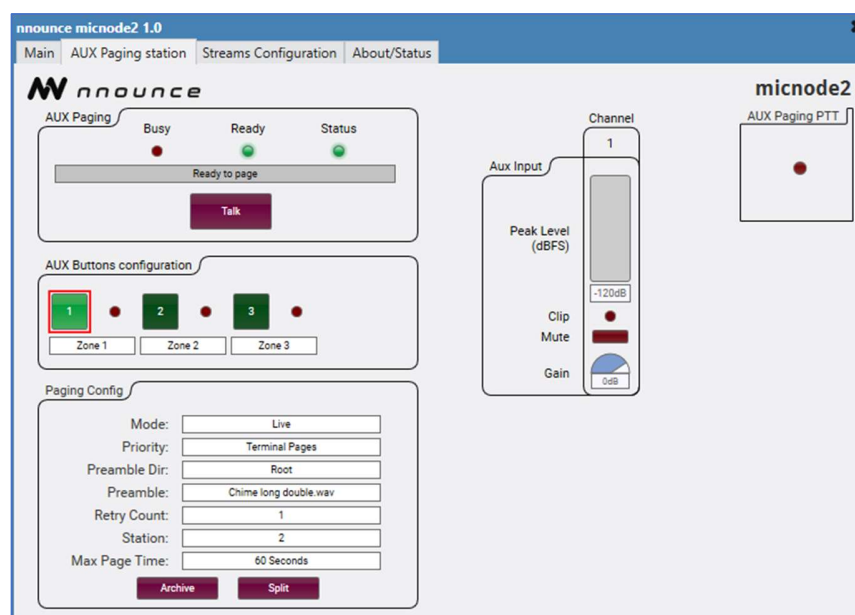 nnounce micnode2 1.0
Main AUX Paging station Streams Configuration About/Status
nnounce
micnode2
AUX Paging
Busy Ready Status
Ready to page
Talk
AUX Buttons configuration
1 2 3
Zone 1 Zone 2 Zone 3
Paging Config
Mode: Live
Priority: Terminal Pages
Preamble Dir: Root
Preamble: Chime long double.wav
Retry Count: 1
Station: 2
Max Page Time: 60 Seconds
Archive Split
Channel
1
Aux Input
Peak Level
(dBFS)
-120dB
Clip
Mute
Gain
0dB
AUX Paging PTT